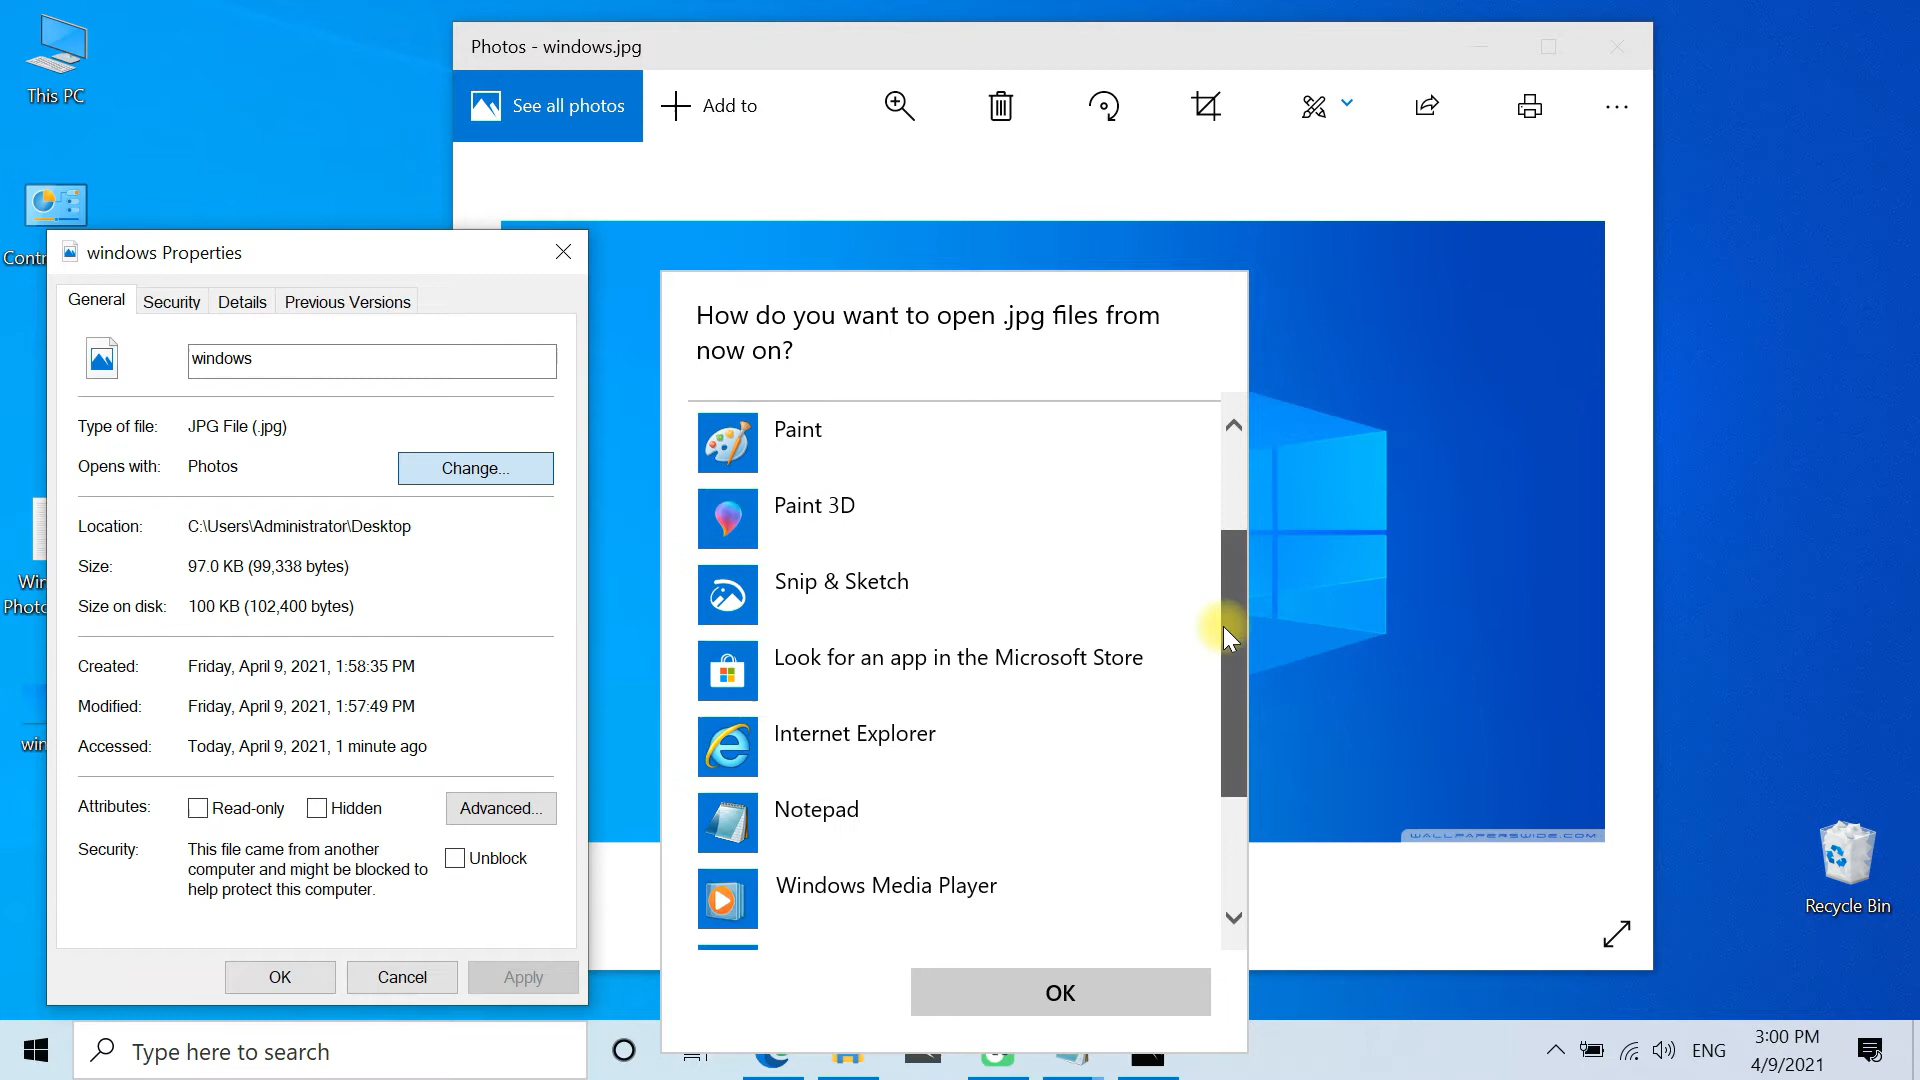 This PC
Contr
Win
Photo
win
Recycle Bin
Photos - windows.jpg
See all photos
Add to
WALLPAPERSWIDE.COM
windows Properties
General
Security
Details
Previous Versions
windows
Type of file:
JPG File (.jpg)
Opens with:
Photos
Change...
Location:
C:\Users\Administrator\Desktop
Size:
97.0 KB (99,338 bytes)
Size on disk:
100 KB (102,400 bytes)
Created:
Friday, April 9, 2021, 1:58:35 PM
Modified:
Friday, April 9, 2021, 1:57:49 PM
Accessed:
Today, April 9, 2021, 1 minute ago
Attributes:
Read-only
Hidden
Advanced...
Security:
This file came from another
computer and might be blocked to
help protect this computer.
Unblock
OK
Cancel
Apply
How do you want to open .jpg files from
now on?
Paint
Paint 3D
Snip & Sketch
Look for an app in the Microsoft Store
Internet Explorer
Notepad
Windows Media Player
OK
Type here to search
ENG
3:00 PM
4/9/2021